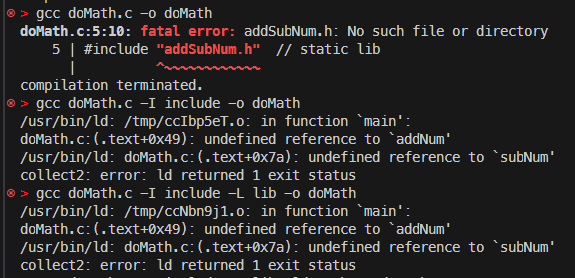 > gcc doMath.c -o doMath
doMath.c:5:10: fatal error: addSubNum.h: No such file or directory
    5 | #include "addSubNum.h"  // static lib
      |          ^~~~~~~~~~~~~
compilation terminated.
> gcc doMath.c -I include -o doMath
/usr/bin/ld: /tmp/ccIbp5eT.o: in function `main':
doMath.c:(.text+0x49): undefined reference to `addNum'
/usr/bin/ld: doMath.c:(.text+0x7a): undefined reference to `subNum'
collect2: error: ld returned 1 exit status
> gcc doMath.c -I include -L lib -o doMath
/usr/bin/ld: /tmp/ccNbn9j1.o: in function `main':
doMath.c:(.text+0x49): undefined reference to `addNum'
/usr/bin/ld: doMath.c:(.text+0x7a): undefined reference to `subNum'
collect2: error: ld returned 1 exit status